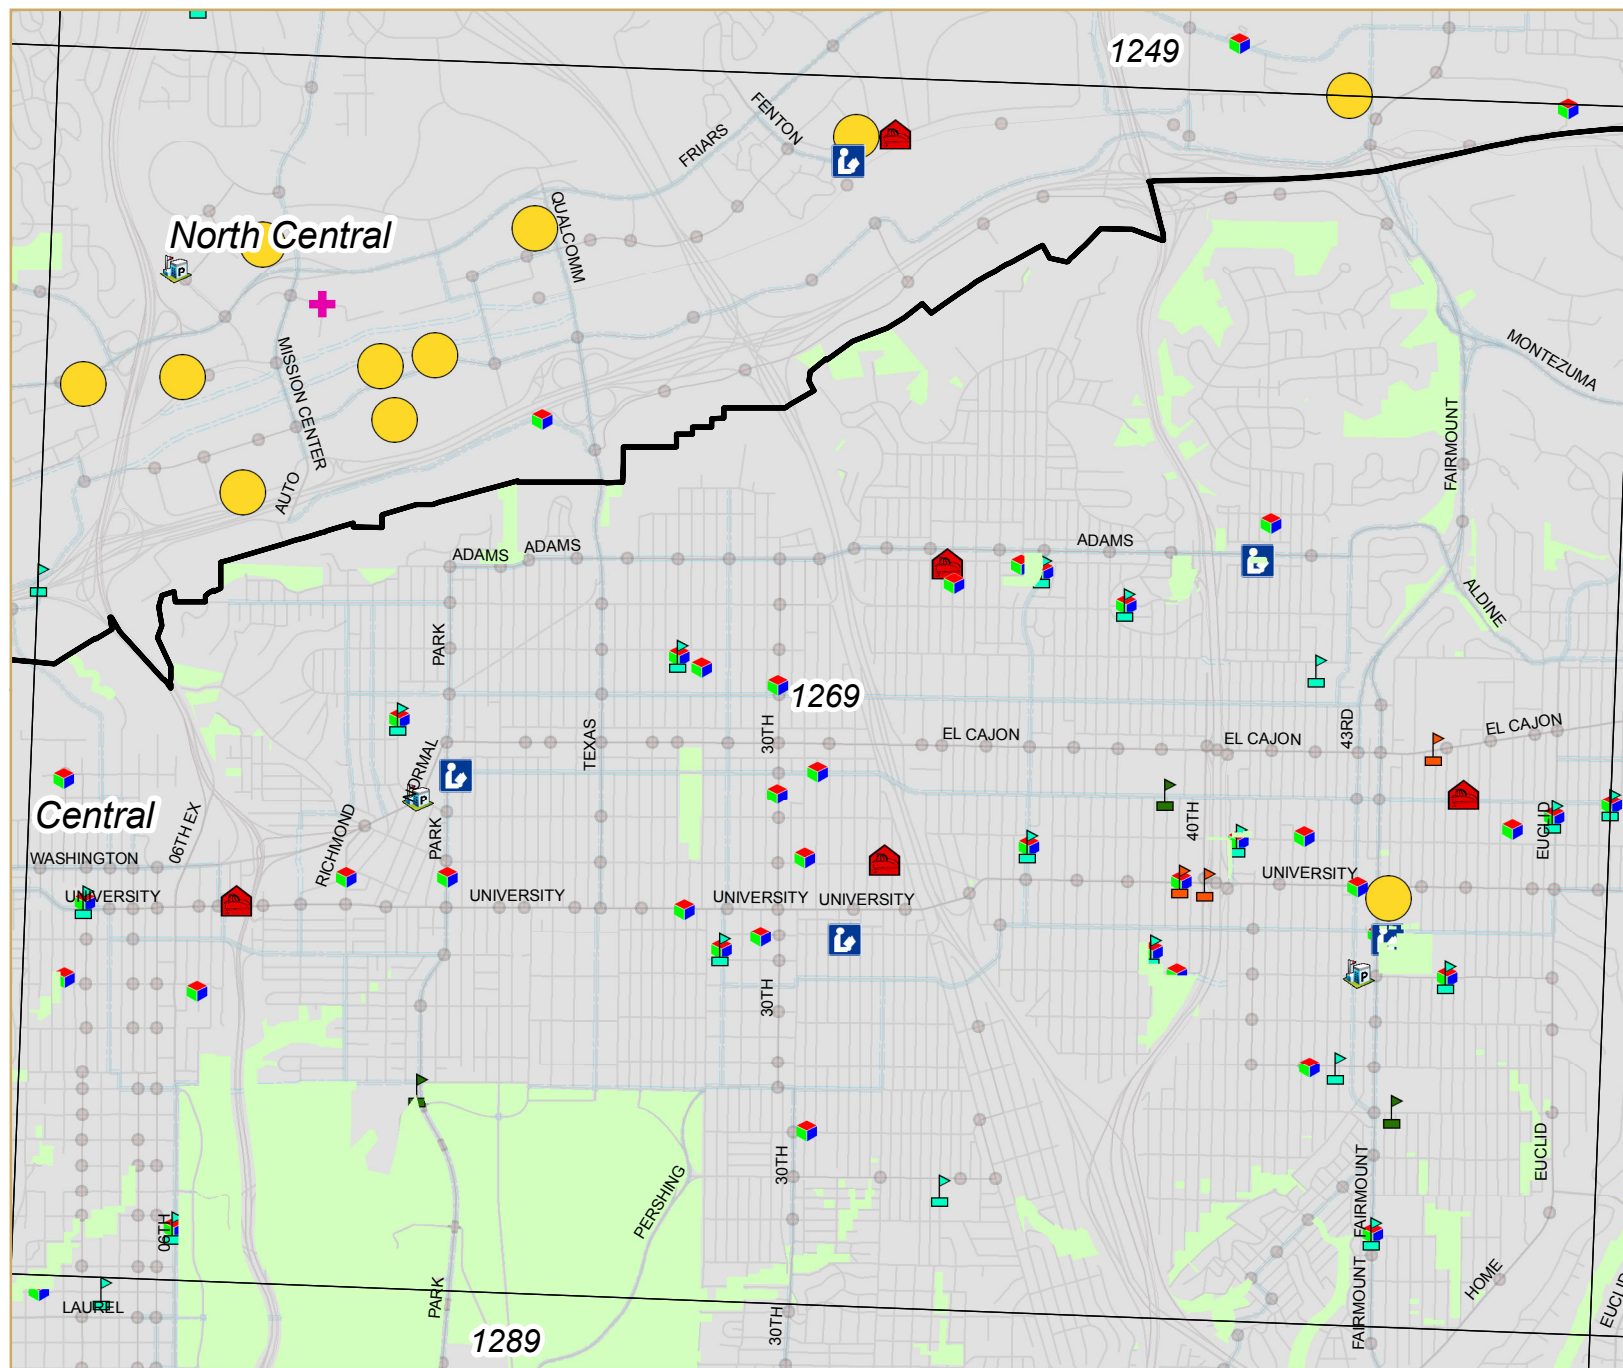 1249
FENTON
FRIARS
QUALCOMM
North Central
P
MISSION CENTER
MONTEZUMA
FAIRMOUNT
AUTO
ADAMS
ADAMS
ADAMS
ALDINE
PARK
1269
30TH
TEXAS
NORMAL
EL CAJON
EL CAJON
43RD
EL CAJON
P
Central
06TH EX
RICHMOND
PARK
40TH
EUCLID
WASHINGTON
UNIVERSITY
UNIVERSITY
UNIVERSITY
UNIVERSITY
UNIVERSITY
P
30TH
30TH
PERSHING
EUCLID
FAIRMOUNT
06TH
HOME
FAIRMOUNT
EUCLID
LAUREL
PARK
30TH
1289